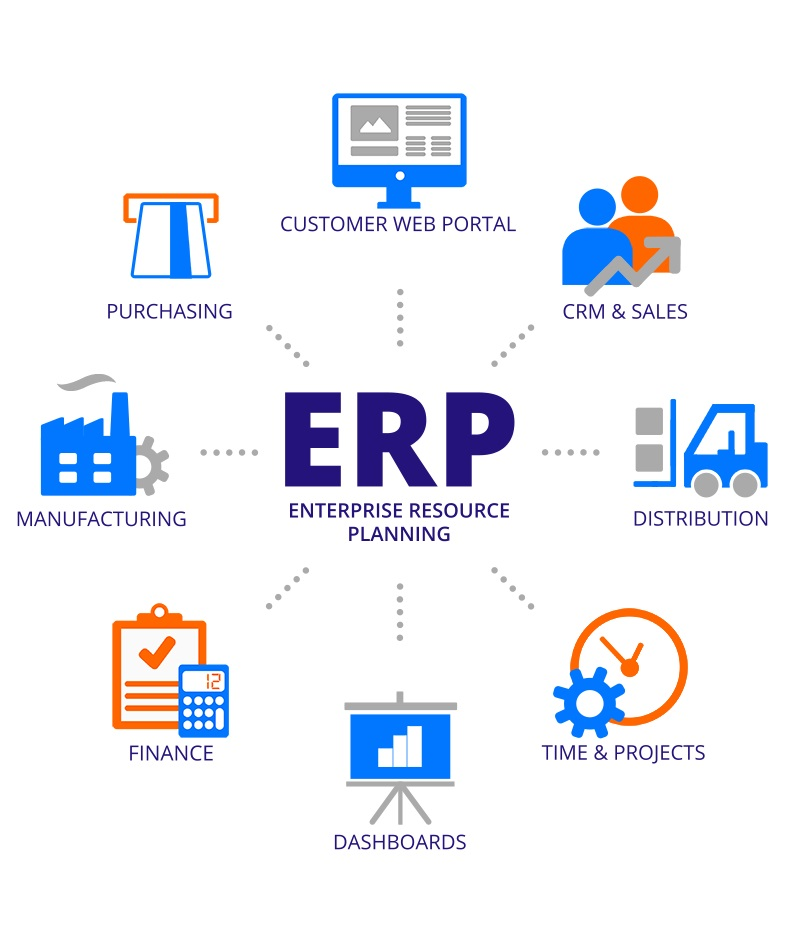 CUSTOMER WEB PORTAL
PURCHASING
CRM & SALES
ERP
ENTERPRISE RESOURCE
PLANNING
MANUFACTURING
DISTRIBUTION
12
FINANCE
TIME & PROJECTS
DASHBOARDS